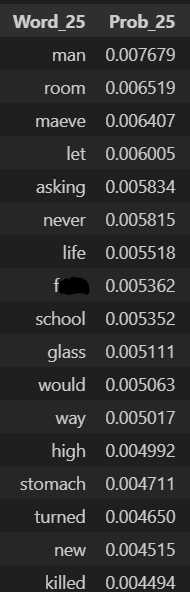 Word_25 Prob_25
man 0.007679
room 0.006519
maeve 0.006407
let 0.006005
asking 0.005834
never 0.005815
life 0.005518
f 0.005362
school 0.005352
glass 0.005111
would 0.005063
way 0.005017
high 0.004992
stomach 0.004711
turned 0.004650
new 0.004515
killed 0.004494